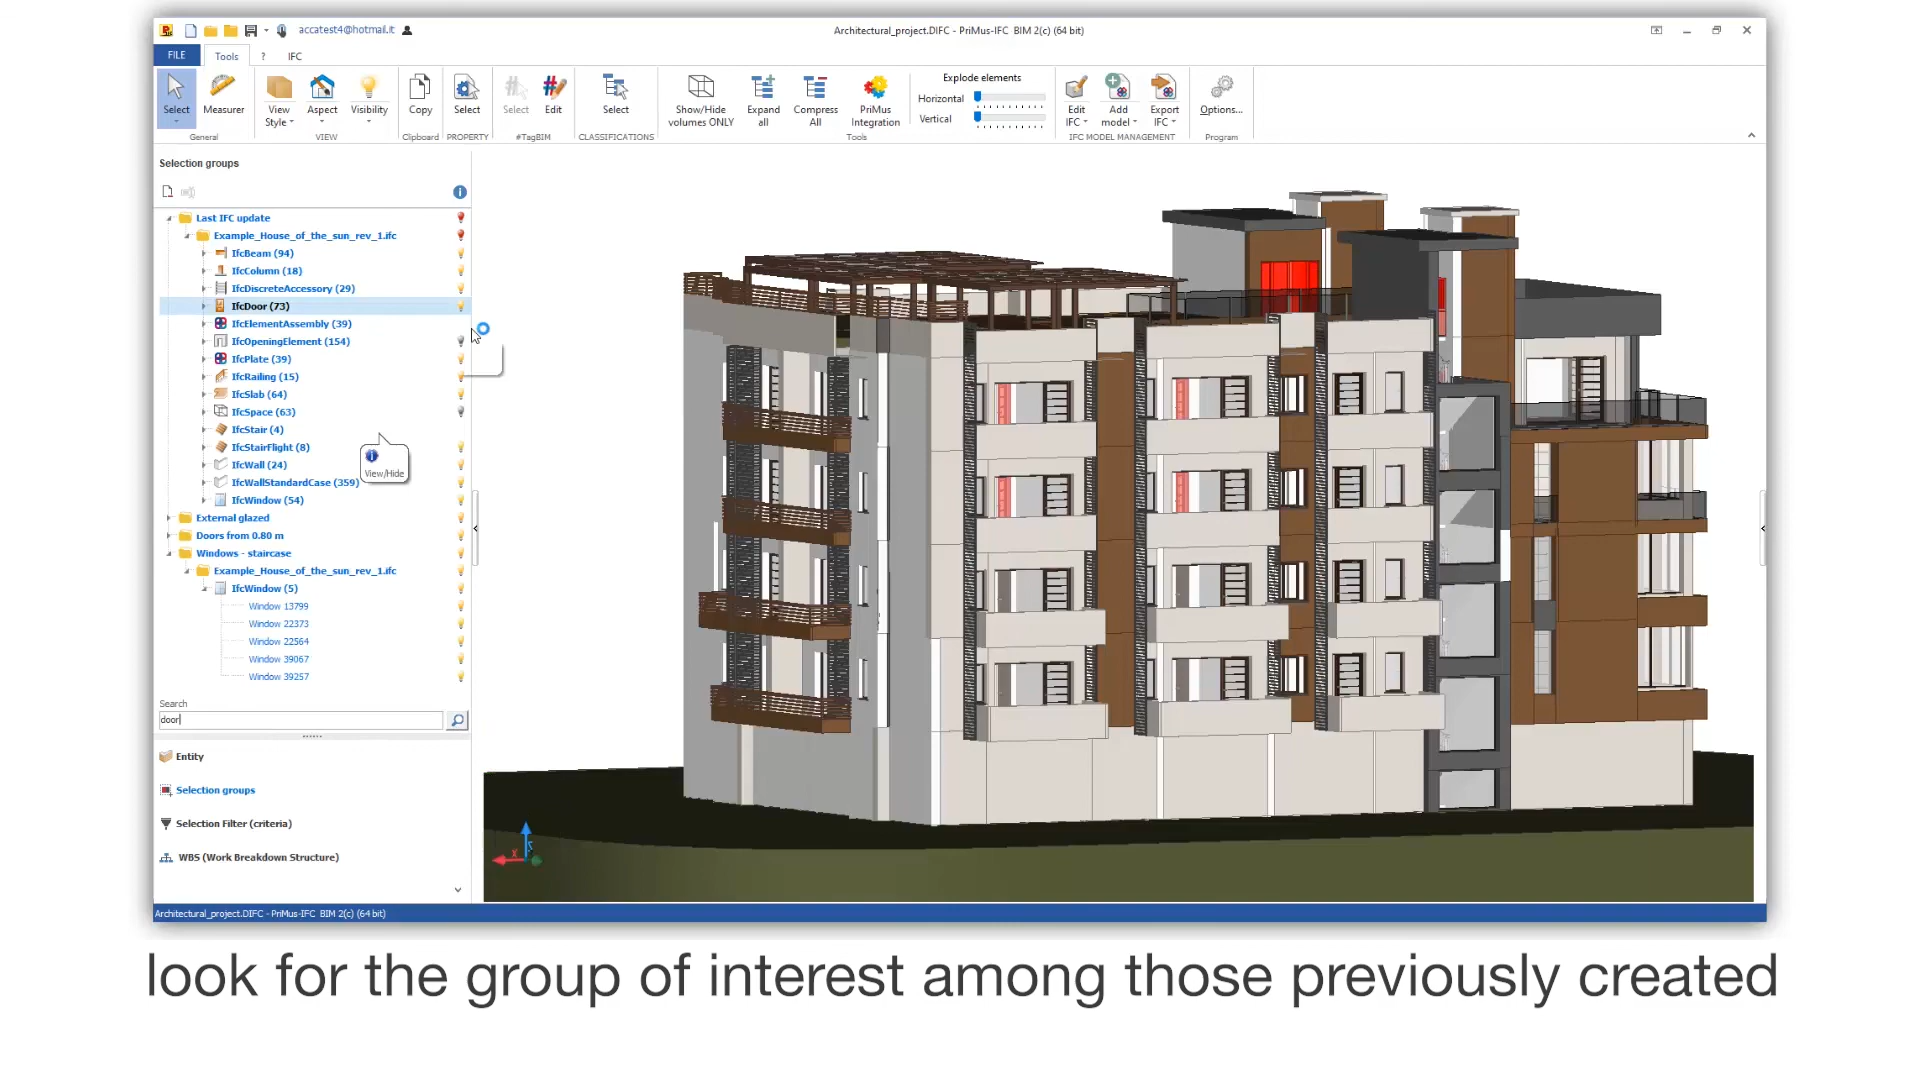 accatest4@hotmail.it
Architectural_project.DIFC - PriMus-IFC BIM 2(c) (64 bit)
FILE
Tools
?
IFC
Select
Measurer
General
View Style
Aspect
Visibility
VIEW
Copy
Clipboard
Select
PROPERTY
Select
Edit
#TagBIM
Select
CLASSIFICATIONS
Show/Hide volumes ONLY
Expand all
Compress All
PriMus Integration
Tools
Explode elements
Horizontal
Vertical
Edit IFC
Add model
Export IFC
IFC MODEL MANAGEMENT
Options...
Program
Selection groups
Last IFC update
Example_House_of_the_sun_rev_1.ifc
IfcBeam (94)
IfcColumn (18)
IfcDiscreteAccessory (29)
IfcDoor (73)
IfcElementAssembly (39)
IfcOpeningElement (154)
IfcPlate (39)
IfcRailing (15)
IfcSlab (64)
IfcSpace (63)
IfcStair (4)
IfcStairFlight (8)
IfcWall (24)
View/Hide
IfcWallStandardCase (359)
IfcWindow (54)
External glazed
Doors from 0.80 m
Windows - staircase
Example_House_of_the_sun_rev_1.ifc
IfcWindow (5)
Window 13799
Window 22373
Window 22564
Window 39067
Window 39257
Search
door
Entity
Selection groups
Selection Filter (criteria)
WBS (Work Breakdown Structure)
X
Z
Architectural_project.DIFC - PriMus-IFC BIM 2(c) (64 bit)
look for the group of interest among those previously created